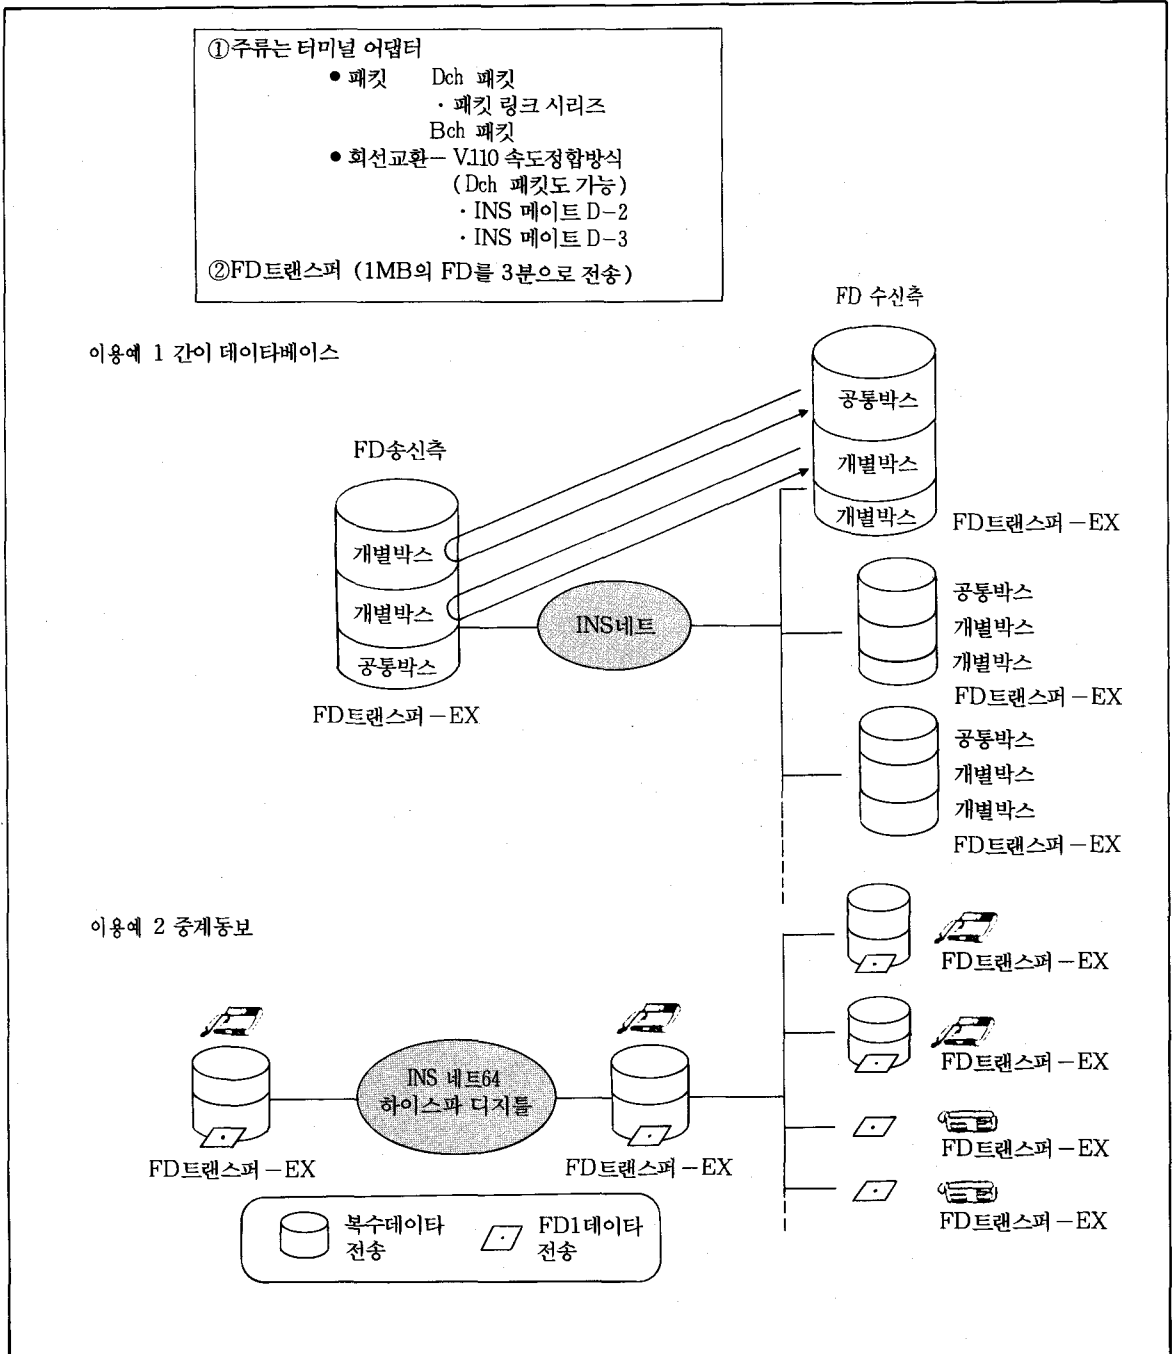 ①주류는 터미널 어댑터
● 패킷 Dch 패킷
· 패킷 링크 시리즈
Bch 패킷
● 회선교환— V.110 속도정합방식
(Dch 패킷도 가능)
· INS 메이트 D-2
· INS 메이트 D-3
②FD트랜스퍼 (1MB의 FD를 3분으로 전송)
FD 수신측
이용예 1 간이 데이타베이스
공통박스
FD송신측
개별박스
개별박스
FD트랜스퍼-EX
개별박스
공통박스
개별박스
INS네트
개별박스
개별박스
공통박스
FD트랜스퍼-EX
FD트랜스퍼-EX
공통박스
개별박스
개별박스
FD트랜스퍼-EX
이용예 2 중계동보
FD트랜스퍼-EX
FD트랜스퍼-EX
INS 네트64
하이스파 디지틀
FD트랜스퍼-EX
FD트랜스퍼-EX
FD트랜스퍼-EX
FD트랜스퍼-EX
복수데이타
전송
FD1데이타
전송